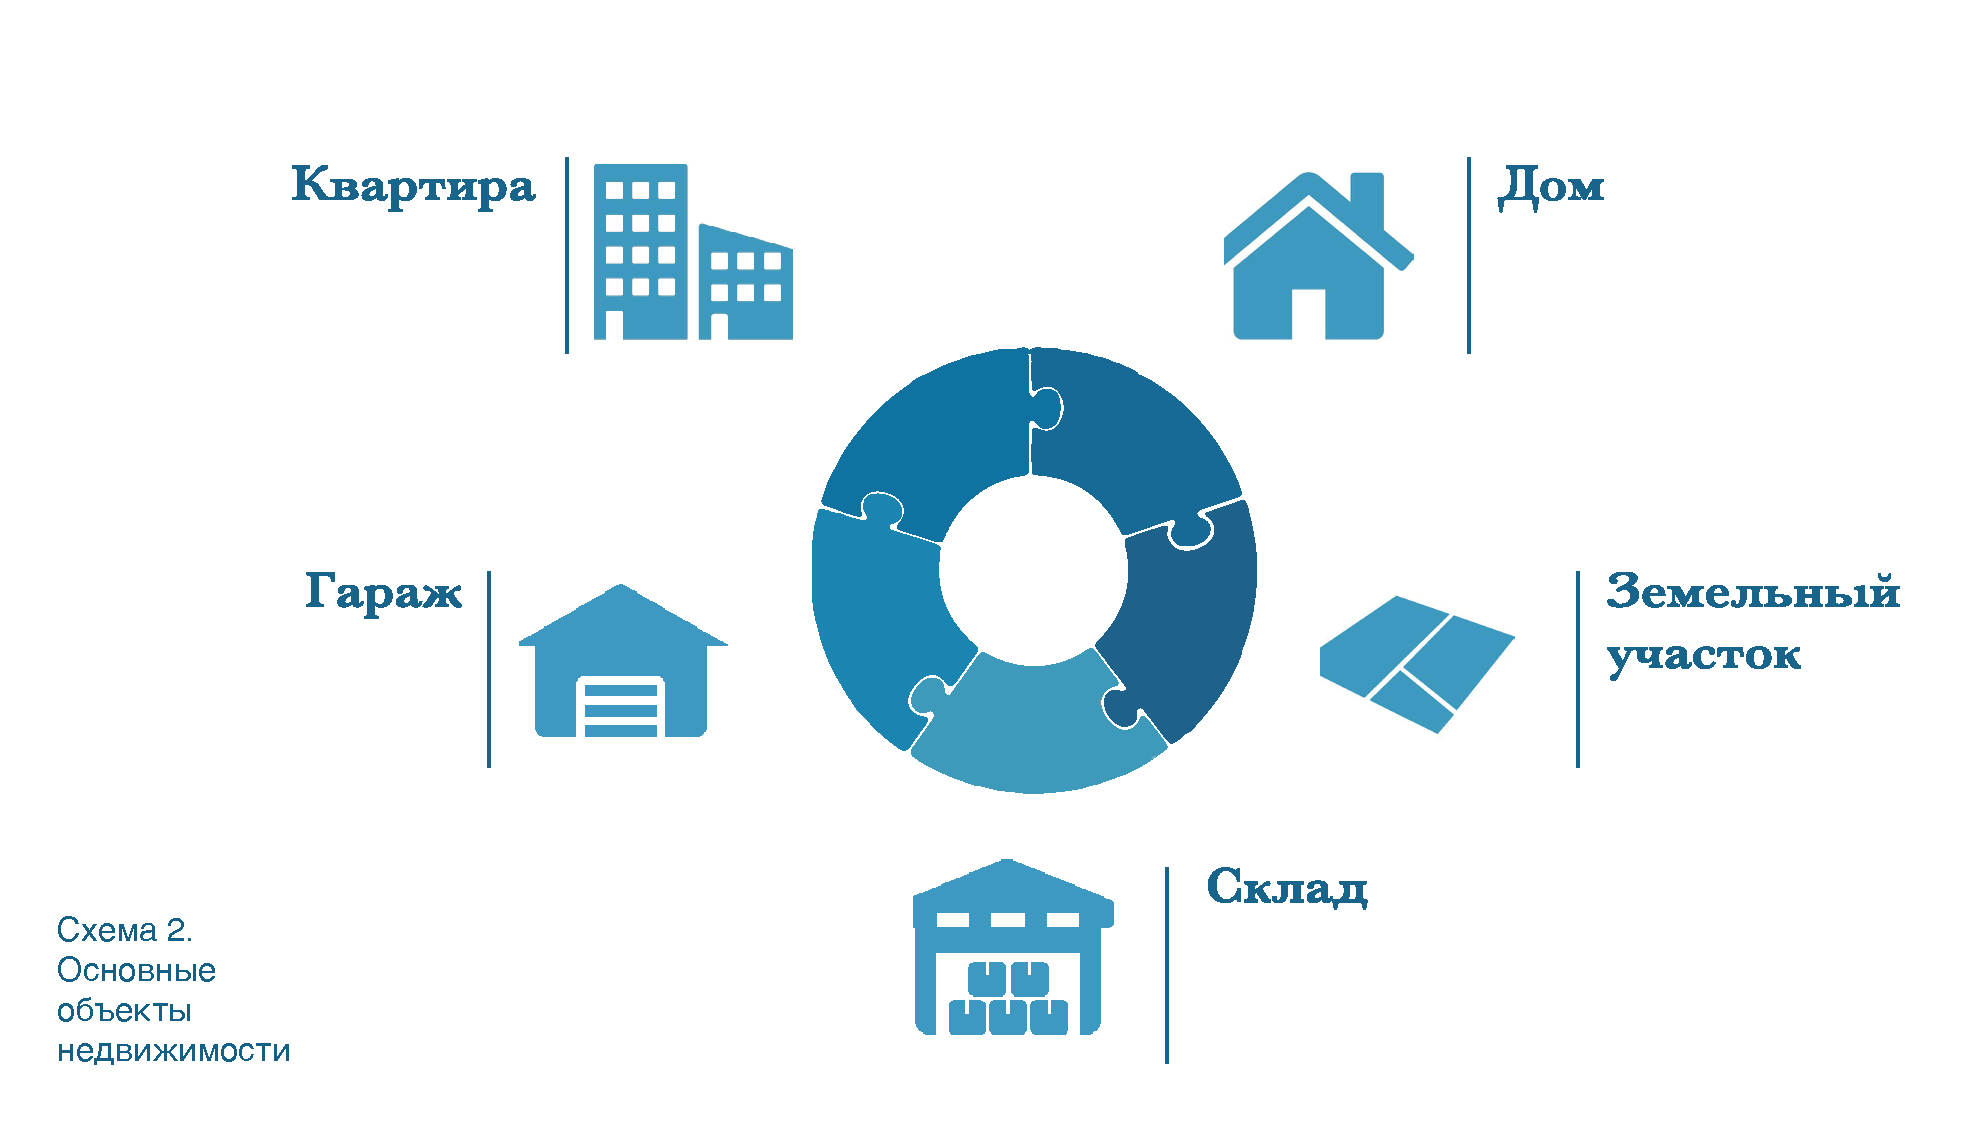 Квартира
Дом
Гараж
Земельный
участок
Склад
Схема 2.
Основные
объекты
недвижимости